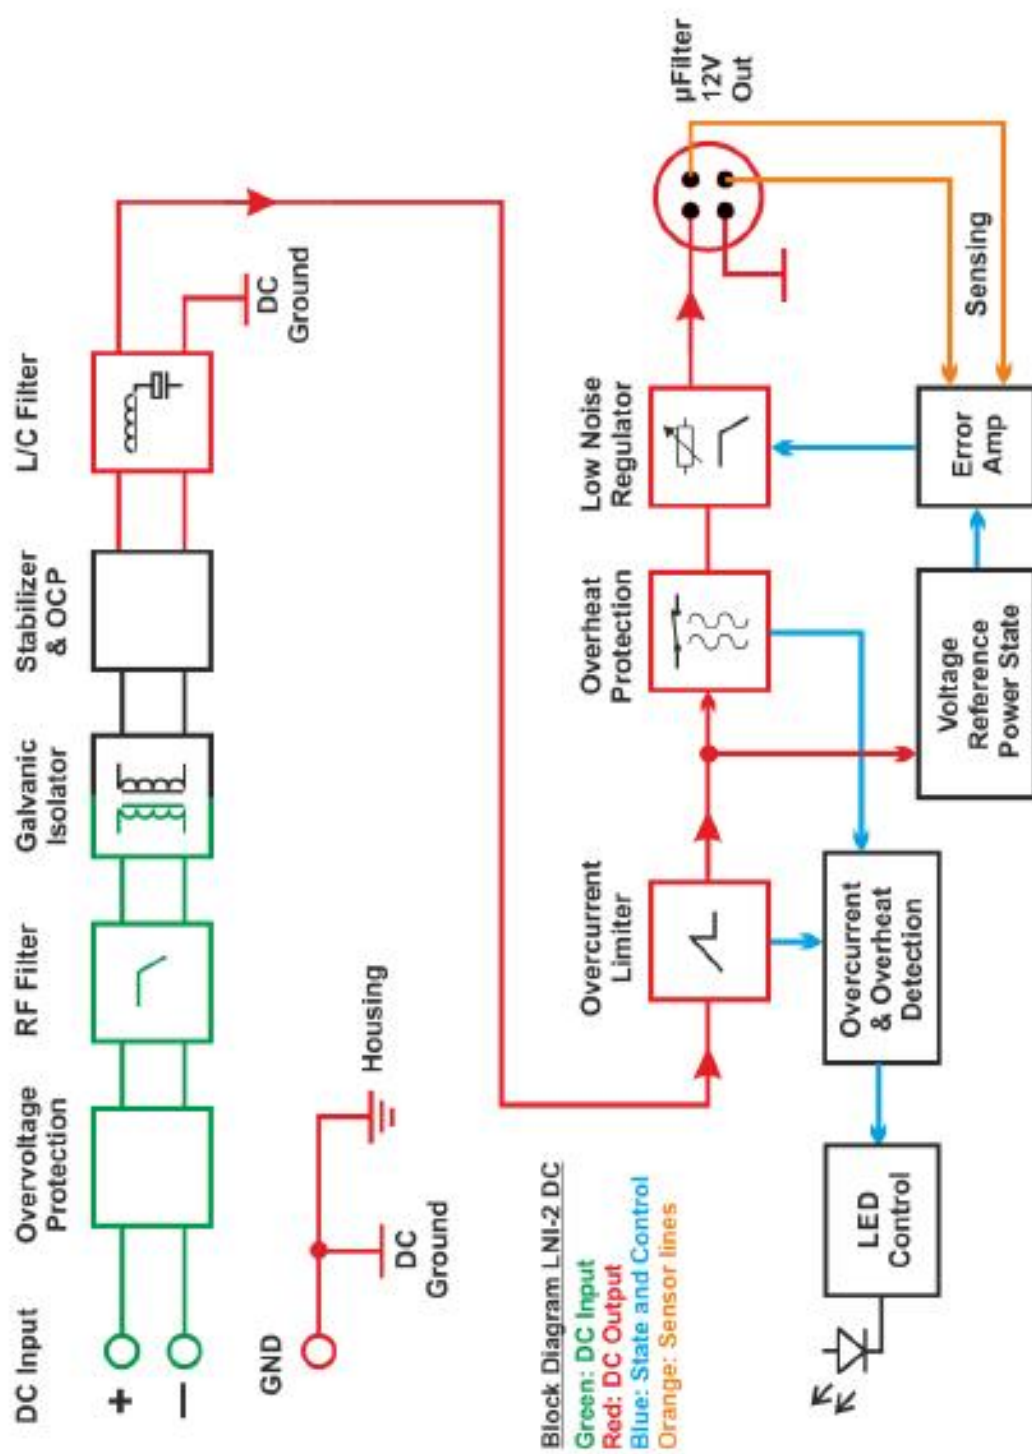 DC Input
Overvoltage
Protection
RF Filter
Galvanic
Isolator
Stabilizer
& OCP
L/C Filter
+
−
DC
Ground
GND
DC
Ground
Housing
Overcurrent
Limiter
Overheat
Protection
Low Noise
Regulator
µFilter
12V
Out
Block Diagram LNI-2 DC
Green: DC Input
Red: DC Output
Blue: State and Control
Orange: Sensor lines
LED
Control
Overcurrent
& Overheat
Detection
Voltage
Reference
Power State
Error
Amp
Sensing